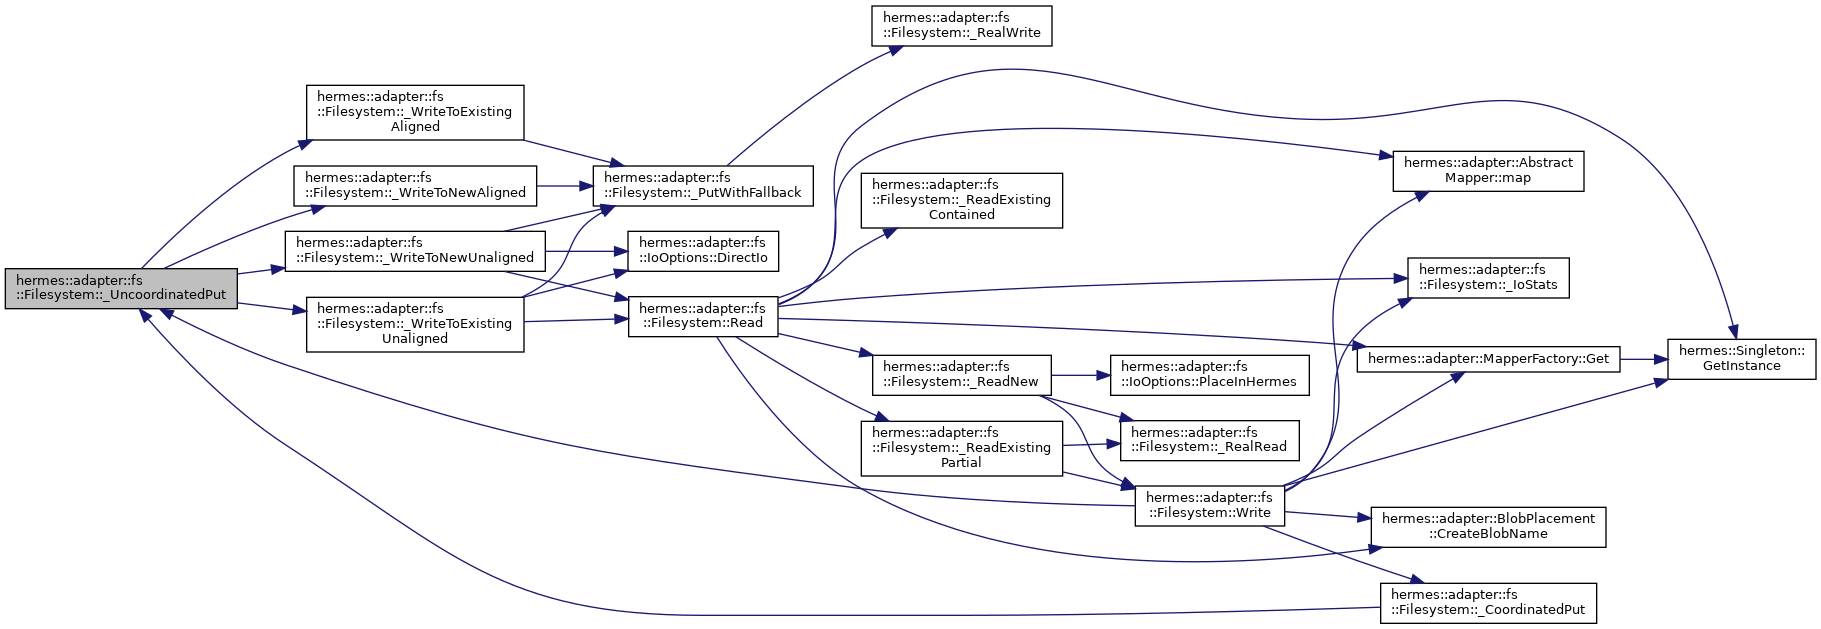 hermes::adapter::fs
::Filesystem::_UncoordinatedPut
hermes::adapter::fs
::Filesystem::_WriteToExisting
Aligned
hermes::adapter::fs
::Filesystem::_WriteToNewAligned
hermes::adapter::fs
::Filesystem::_WriteToNewUnaligned
hermes::adapter::fs
::Filesystem::_WriteToExisting
Unaligned
hermes::adapter::fs
::Filesystem::_PutWithFallback
hermes::adapter::fs
::IoOptions::DirectIo
hermes::adapter::fs
::Filesystem::Read
hermes::adapter::fs
::Filesystem::_RealWrite
hermes::adapter::fs
::Filesystem::_ReadExisting
Contained
hermes::adapter::fs
::Filesystem::_ReadNew
hermes::adapter::fs
::Filesystem::_ReadExisting
Partial
hermes::adapter::fs
::IoOptions::PlaceInHermes
hermes::adapter::fs
::Filesystem::_RealRead
hermes::adapter::fs
::Filesystem::Write
hermes::adapter::Abstract
Mapper::map
hermes::adapter::fs
::Filesystem::_IoStats
hermes::adapter::MapperFactory::Get
hermes::adapter::BlobPlacement
::CreateBlobName
hermes::adapter::fs
::Filesystem::_CoordinatedPut
hermes::Singleton::
GetInstance